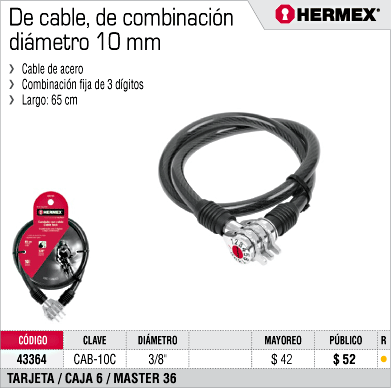 De cable, de combinación
diámetro 10 mm
HERMEX®
› Cable de acero
› Combinación fija de 3 dígitos
› Largo: 65 cm
HERMEX
CÓDIGO CLAVE DIÁMETRO MAYOREO PÚBLICO R
43364 CAB-10C 3/8" $ 42 $ 52
TARJETA / CAJA 6 / MASTER 36